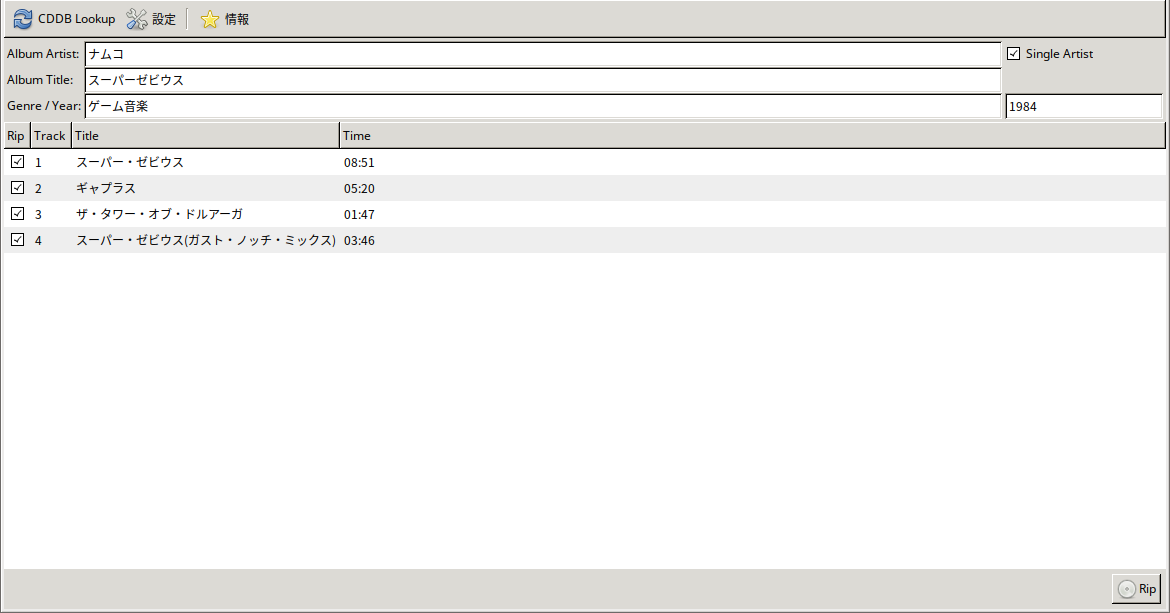 CDDB Lookup 設定 情報
Album Artist: ナムコ Single Artist
Album Title: スーパーゼビウス
Genre / Year: ゲーム音楽 1984
Rip Track Title Time
1 スーパー・ゼビウス 08:51
2 ギャプラス 05:20
3 ザ・タワー・オブ・ドルアーガ 01:47
4 スーパー・ゼビウス(ガスト・ノッチ・ミックス) 03:46
Rip